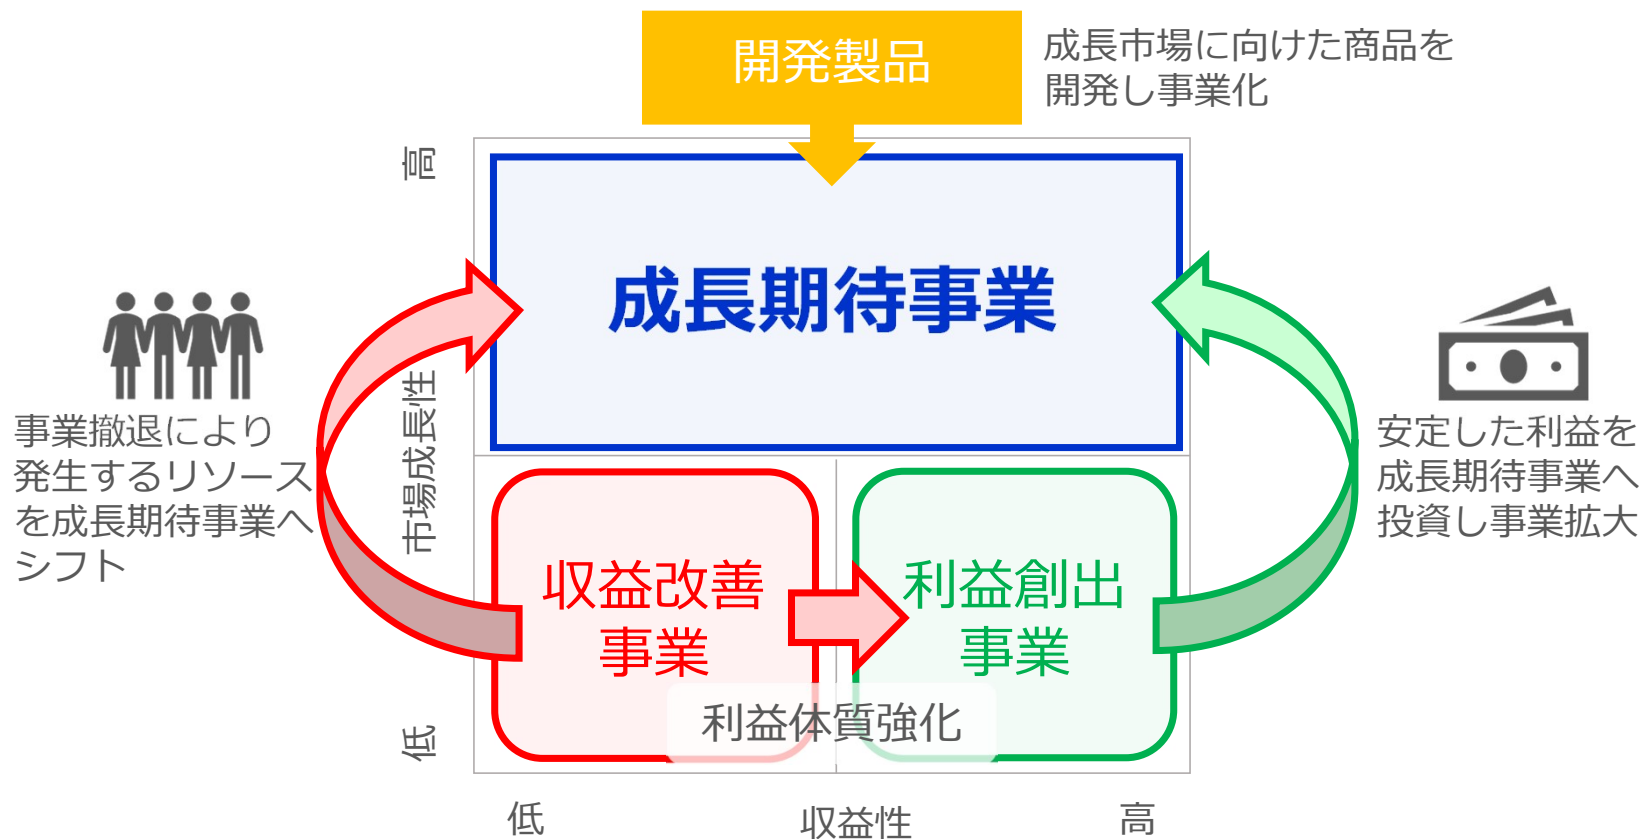 開発製品
成長市場に向けた商品を
開発し事業化
高
成長期待事業
市場成長性
事業撤退により
発生するリソース
を成長期待事業へ
シフト
安定した利益を
成長期待事業へ
投資し事業拡大
収益改善
事業
利益創出
事業
利益体質強化
低
低
収益性
高